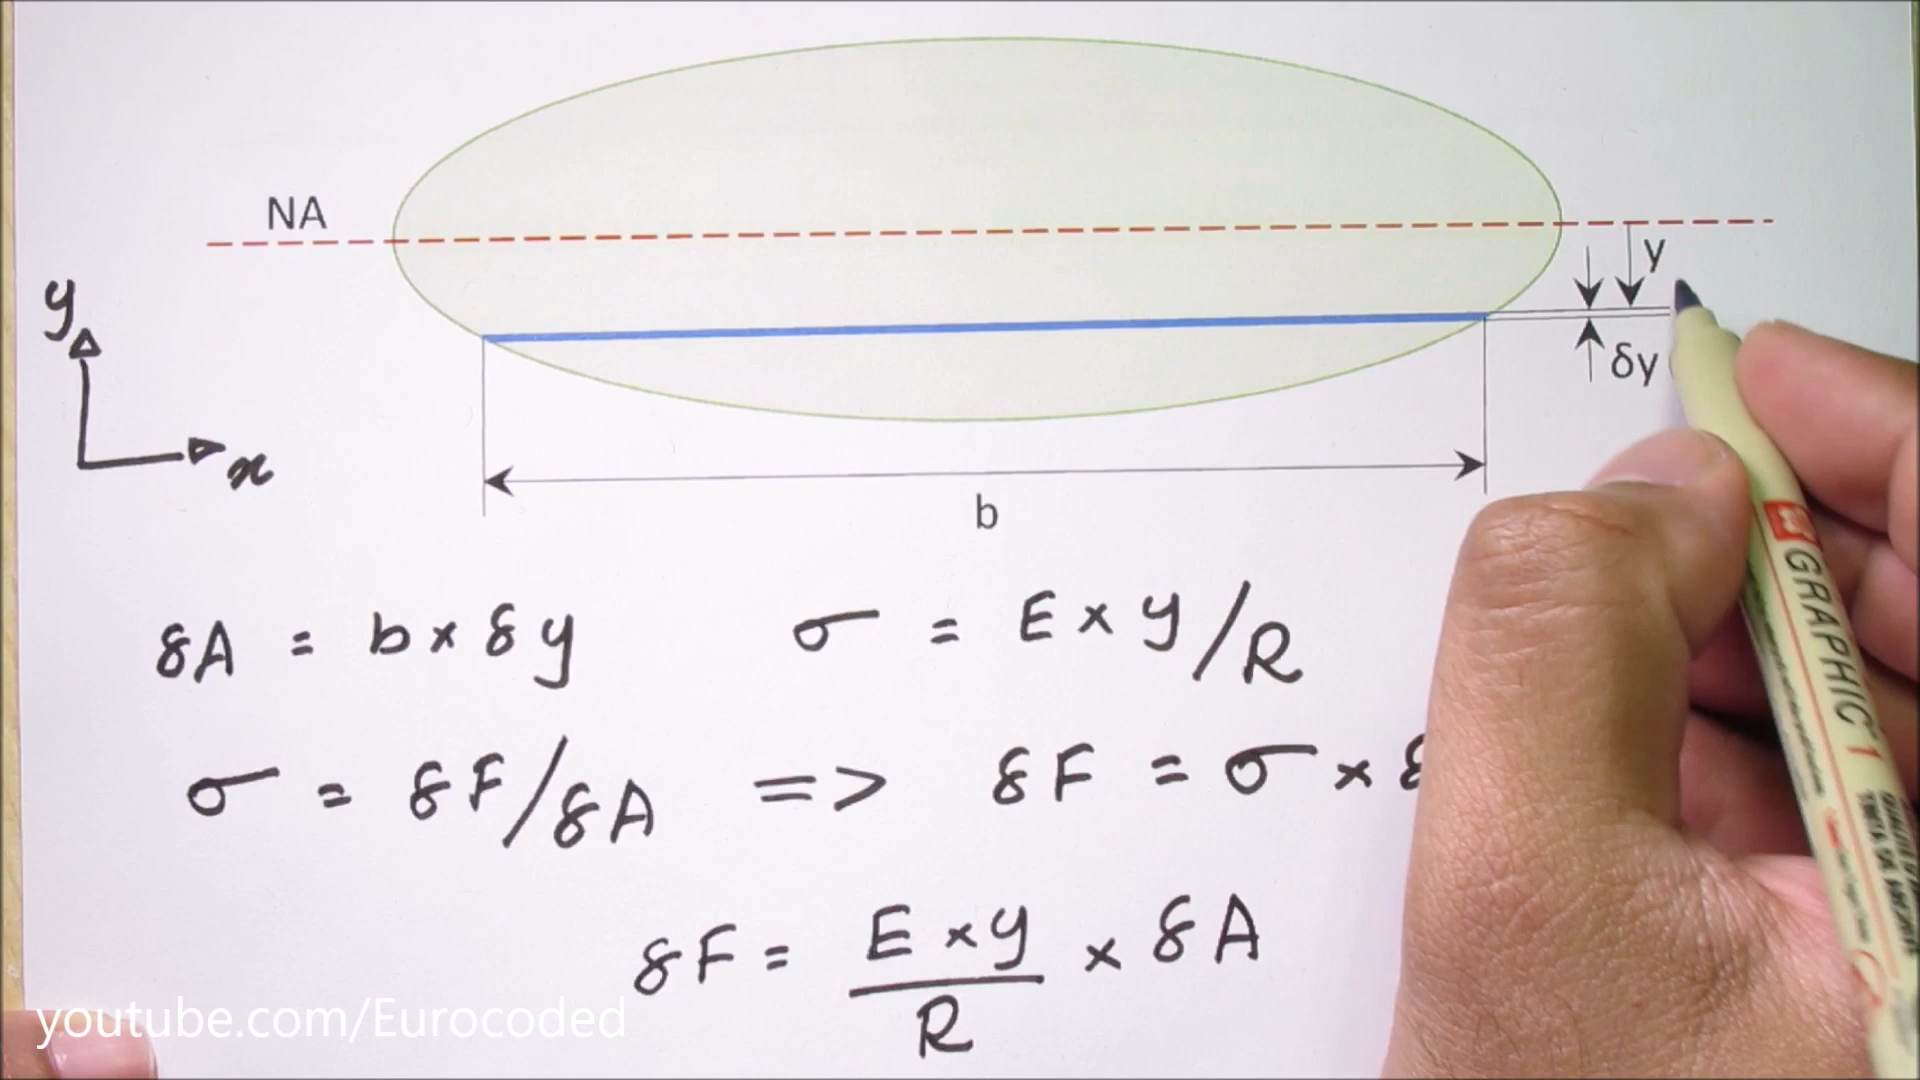 NA
y
y
δy
x
b
δA = b × δy
σ = E × y/R
σ = δF/δA => δF = σ ×
δF = E × y / R × δA
GRAPHIC 1
youtube.com/Eurocoded